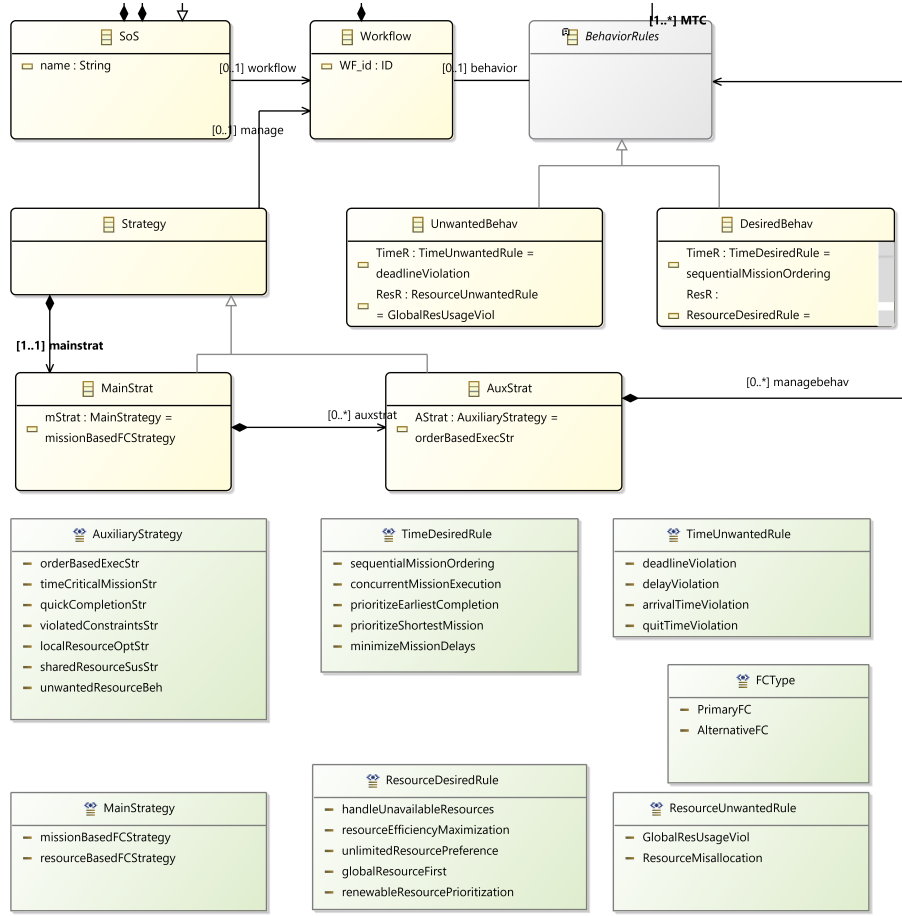 [1..*] MTC
SoS
name : String
[0..1] workflow
Workflow
WF_id : ID
[0..1] behavior
BehaviorRules
[0..1] manage
Strategy
UnwantedBehav
TimeR : TimeUnwantedRule =
deadlineViolation
ResR : ResourceUnwantedRule
= GlobalResUsageViol
DesiredBehav
TimeR : TimeDesiredRule =
sequentialMissionOrdering
ResR :
ResourceDesiredRule =
[1..1] mainstrat
MainStrat
mStrat : MainStrategy =
missionBasedFCStrategy
[0..*] auxstrat
AuxStrat
AStrat : AuxiliaryStrategy =
orderBasedExecStr
[0..*] managebehav
AuxiliaryStrategy
orderBasedExecStr
timeCriticalMissionStr
quickCompletionStr
violatedConstraintsStr
localResourceOptStr
sharedResourceSusStr
unwantedResourceBeh
TimeDesiredRule
sequentialMissionOrdering
concurrentMissionExecution
prioritizeEarliestCompletion
prioritizeShortestMission
minimizeMissionDelays
TimeUnwantedRule
deadlineViolation
delayViolation
arrivalTimeViolation
quitTimeViolation
FCType
PrimaryFC
AlternativeFC
MainStrategy
missionBasedFCStrategy
resourceBasedFCStrategy
ResourceDesiredRule
handleUnavailableResources
resourceEfficiencyMaximization
unlimitedResourcePreference
globalResourceFirst
renewableResourcePrioritization
ResourceUnwantedRule
GlobalResUsageViol
ResourceMisallocation